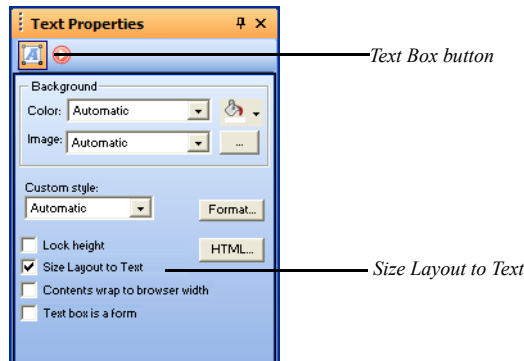 Text Properties
Text Box button
Background
Color: Automatic
Image: Automatic ...
Custom style:
Automatic Format...
Lock height HTML...
Size Layout to Text Size Layout to Text
Contents wrap to browser width
Text box is a form